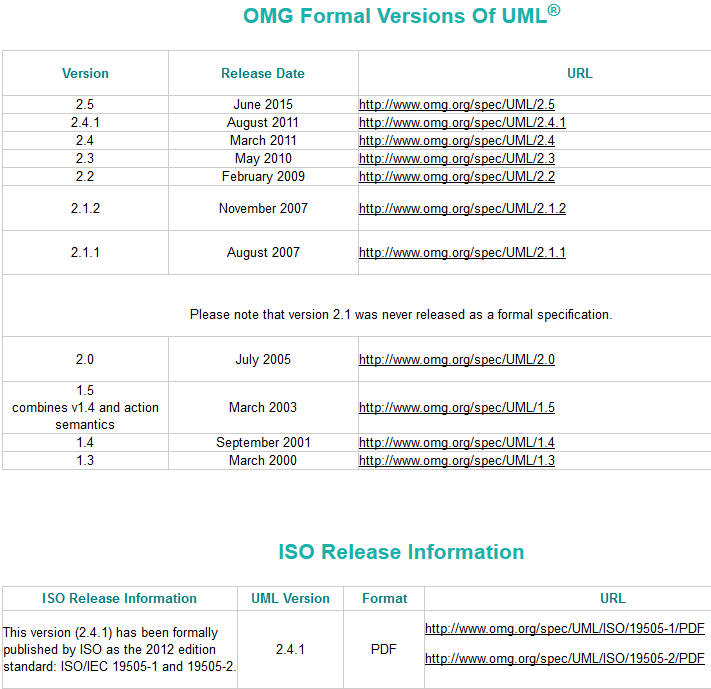 OMG Formal Versions Of UML®
Version Release Date URL
2.5 June 2015 http://www.omg.org/spec/UML/2.5
2.4.1 August 2011 http://www.omg.org/spec/UML/2.4.1
2.4 March 2011 http://www.omg.org/spec/UML/2.4
2.3 May 2010 http://www.omg.org/spec/UML/2.3
2.2 February 2009 http://www.omg.org/spec/UML/2.2
2.1.2 November 2007 http://www.omg.org/spec/UML/2.1.2
2.1.1 August 2007 http://www.omg.org/spec/UML/2.1.1
Please note that version 2.1 was never released as a formal specification.
2.0 July 2005 http://www.omg.org/spec/UML/2.0
1.5
combines v1.4 and action March 2003 http://www.omg.org/spec/UML/1.5
semantics
1.4 September 2001 http://www.omg.org/spec/UML/1.4
1.3 March 2000 http://www.omg.org/spec/UML/1.3
ISO Release Information
ISO Release Information UML Version Format URL
This version (2.4.1) has been formally
published by ISO as the 2012 edition
standard: ISO/IEC 19505-1 and 19505-2.
2.4.1 PDF
http://www.omg.org/spec/UML/ISO/19505-1/PDF
http://www.omg.org/spec/UML/ISO/19505-2/PDF